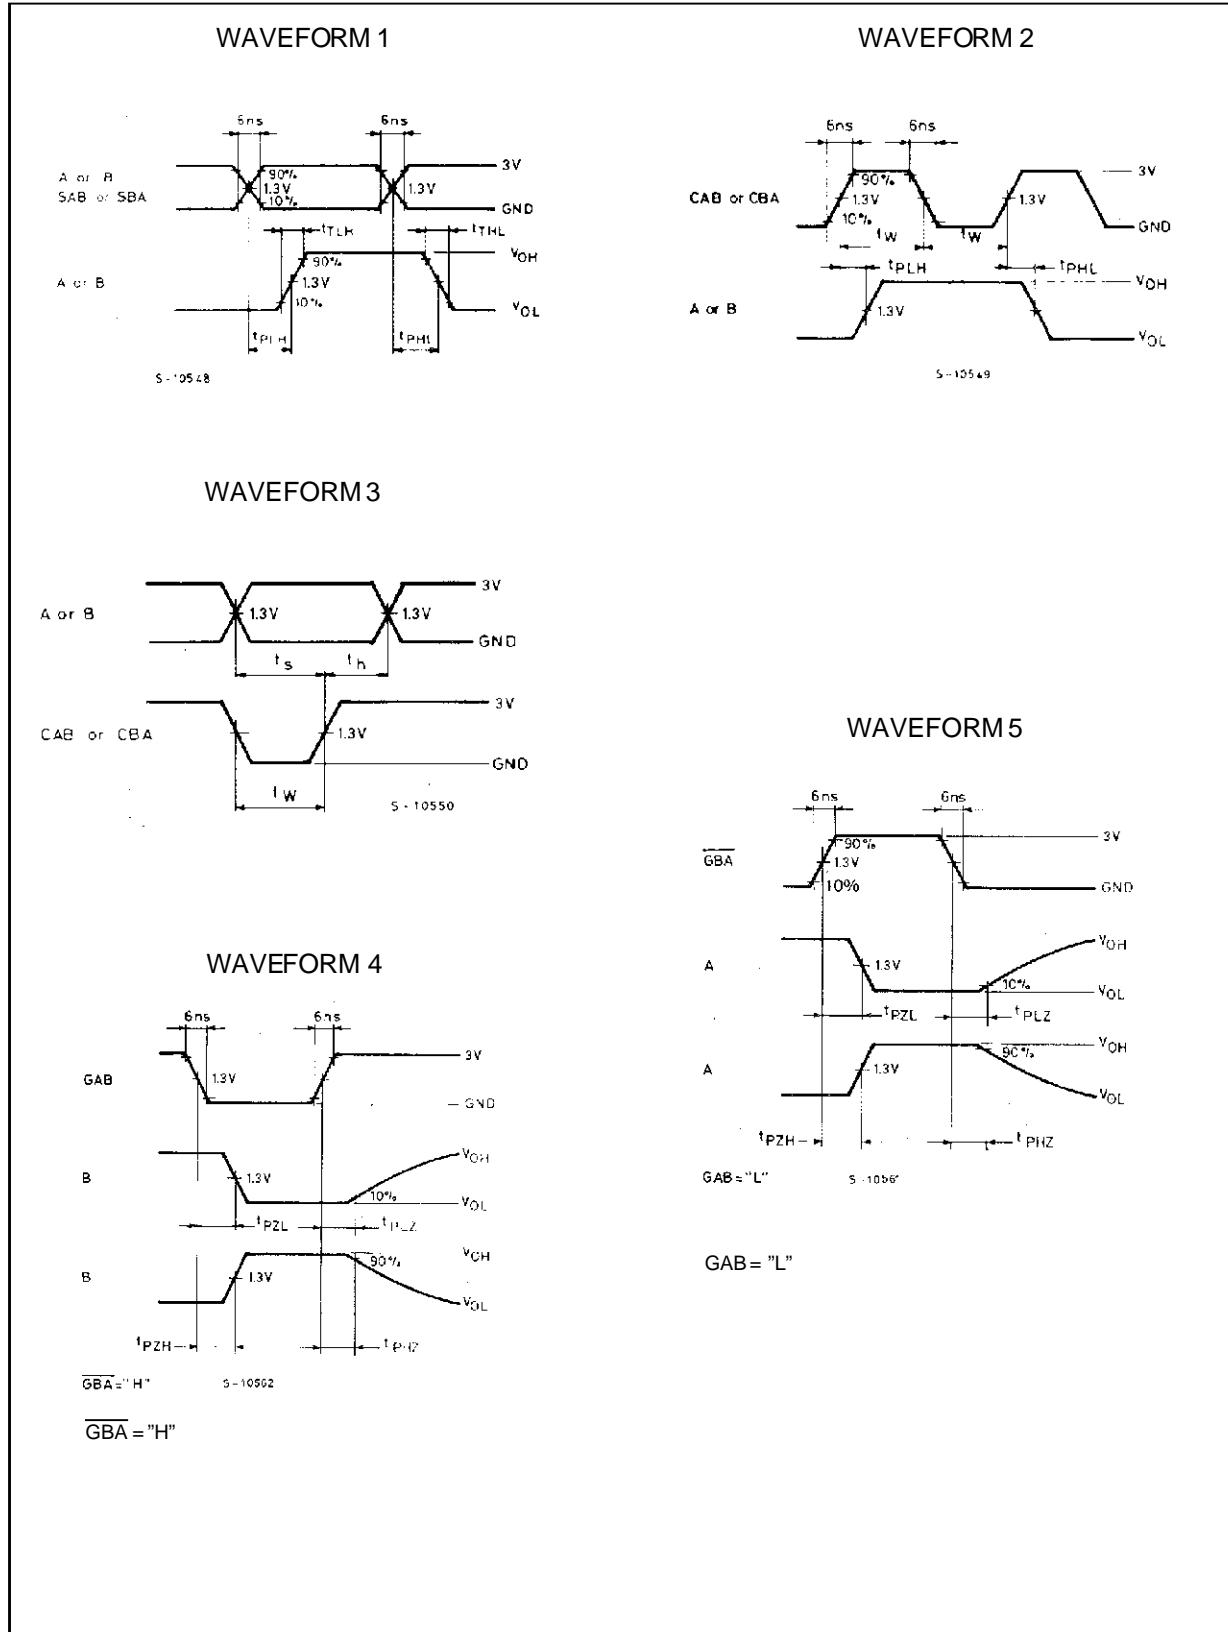 WAVEFORM 1
6ns 6ns
A or B
SAB or SBA
90%
1.3V
10%
1.3V
3V
GND
tTLH tTHL
A or B
90%
1.3V
10%
VOH
VOL
tPLH tPHL
S-10548
WAVEFORM 2
6ns 6ns
CAB or CBA
90%
1.3V
10%
1.3V
3V
GND
tW tW
tPLH tPHL
A or B
1.3V
VOH
VOL
S-10549
WAVEFORM 3
A or B
1.3V 1.3V
3V
GND
ts th
CAB or CBA
1.3V
3V
GND
tW
S-10550
WAVEFORM 4
6ns 6ns
GAB
1.3V
3V
GND
B
1.3V
10%
VOH
VOL
tPZL tPLZ
B
1.3V
90%
VOH
VOL
tPZH tPHZ
GBA="H" S-10562
GBA = "H"
WAVEFORM 5
6ns 6ns
GBA
90%
1.3V
10%
3V
GND
A
1.3V
10%
VOH
VOL
tPZL tPLZ
A
1.3V
90%
VOH
VOL
tPZH tPHZ
GAB="L"
GAB = "L"